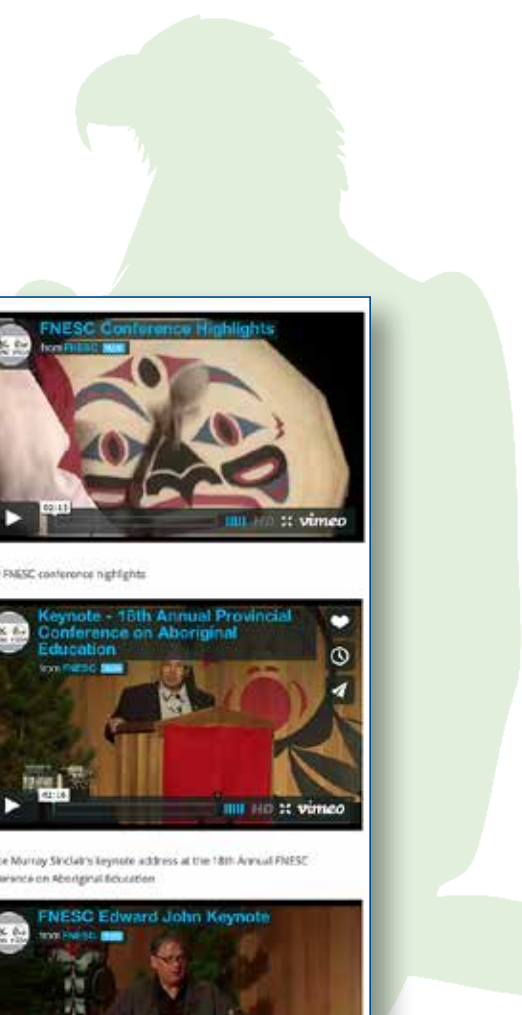 FNESC Conference Highlights
from FNESC
02:13
HD vimeo
FNESC conference highlights
Keynote - 18th Annual Provincial
Conference on Aboriginal
Education
from FNESC
HD vimeo
Murray Sinclair's keynote address at the 18th Annual FNESC
on Aboriginal Education
FNESC Edward John Keynote
from FNESC